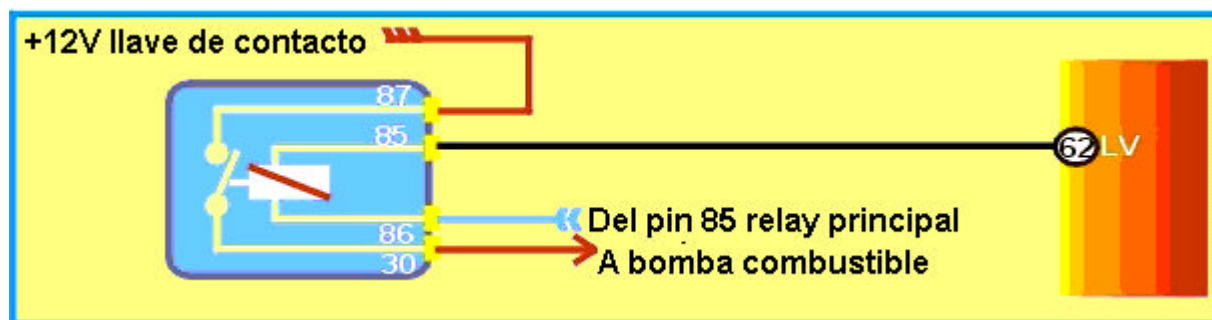 +12V llave de contacto
87
85
62 LV
Del pin 85 relay principal
86
A bomba combustible
30